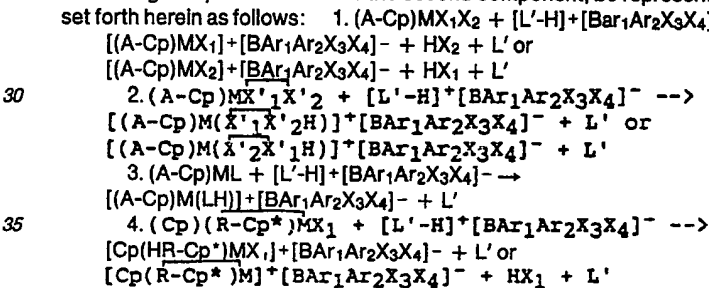 set forth herein as follows: 1. (A-Cp)MX1X2 + [L'-H]+[Bar1Ar2X3X4]
[(A-Cp)MX1]+[BAr1Ar2X3X4]- + HX2 + L' or
[(A-Cp)MX2]+[BAr1Ar2X3X4]- + HX1 + L'
30 2. (A-Cp)MX'1X'2 + [L'-H]+[BAr1Ar2X3X4]- -->
[(A-Cp)M(X'1X'2H)]+[BAr1Ar2X3X4]- + L' or
[(A-Cp)M(X'2X'1H)]+[BAr1Ar2X3X4]- + L'
3. (A-Cp)ML + [L'-H]+[BAr1Ar2X3X4]- →
[(A-Cp)M(LH)]+[BAr1Ar2X3X4]- + L'
35 4. (Cp)(R-Cp*)MX1 + [L'-H]+[BAr1Ar2X3X4]- -->
[Cp(HR-Cp*)MX1]+[BAr1Ar2X3X4]- + L' or
[Cp(R-Cp*)M]+[BAr1Ar2X3X4]- + HX1 + L'